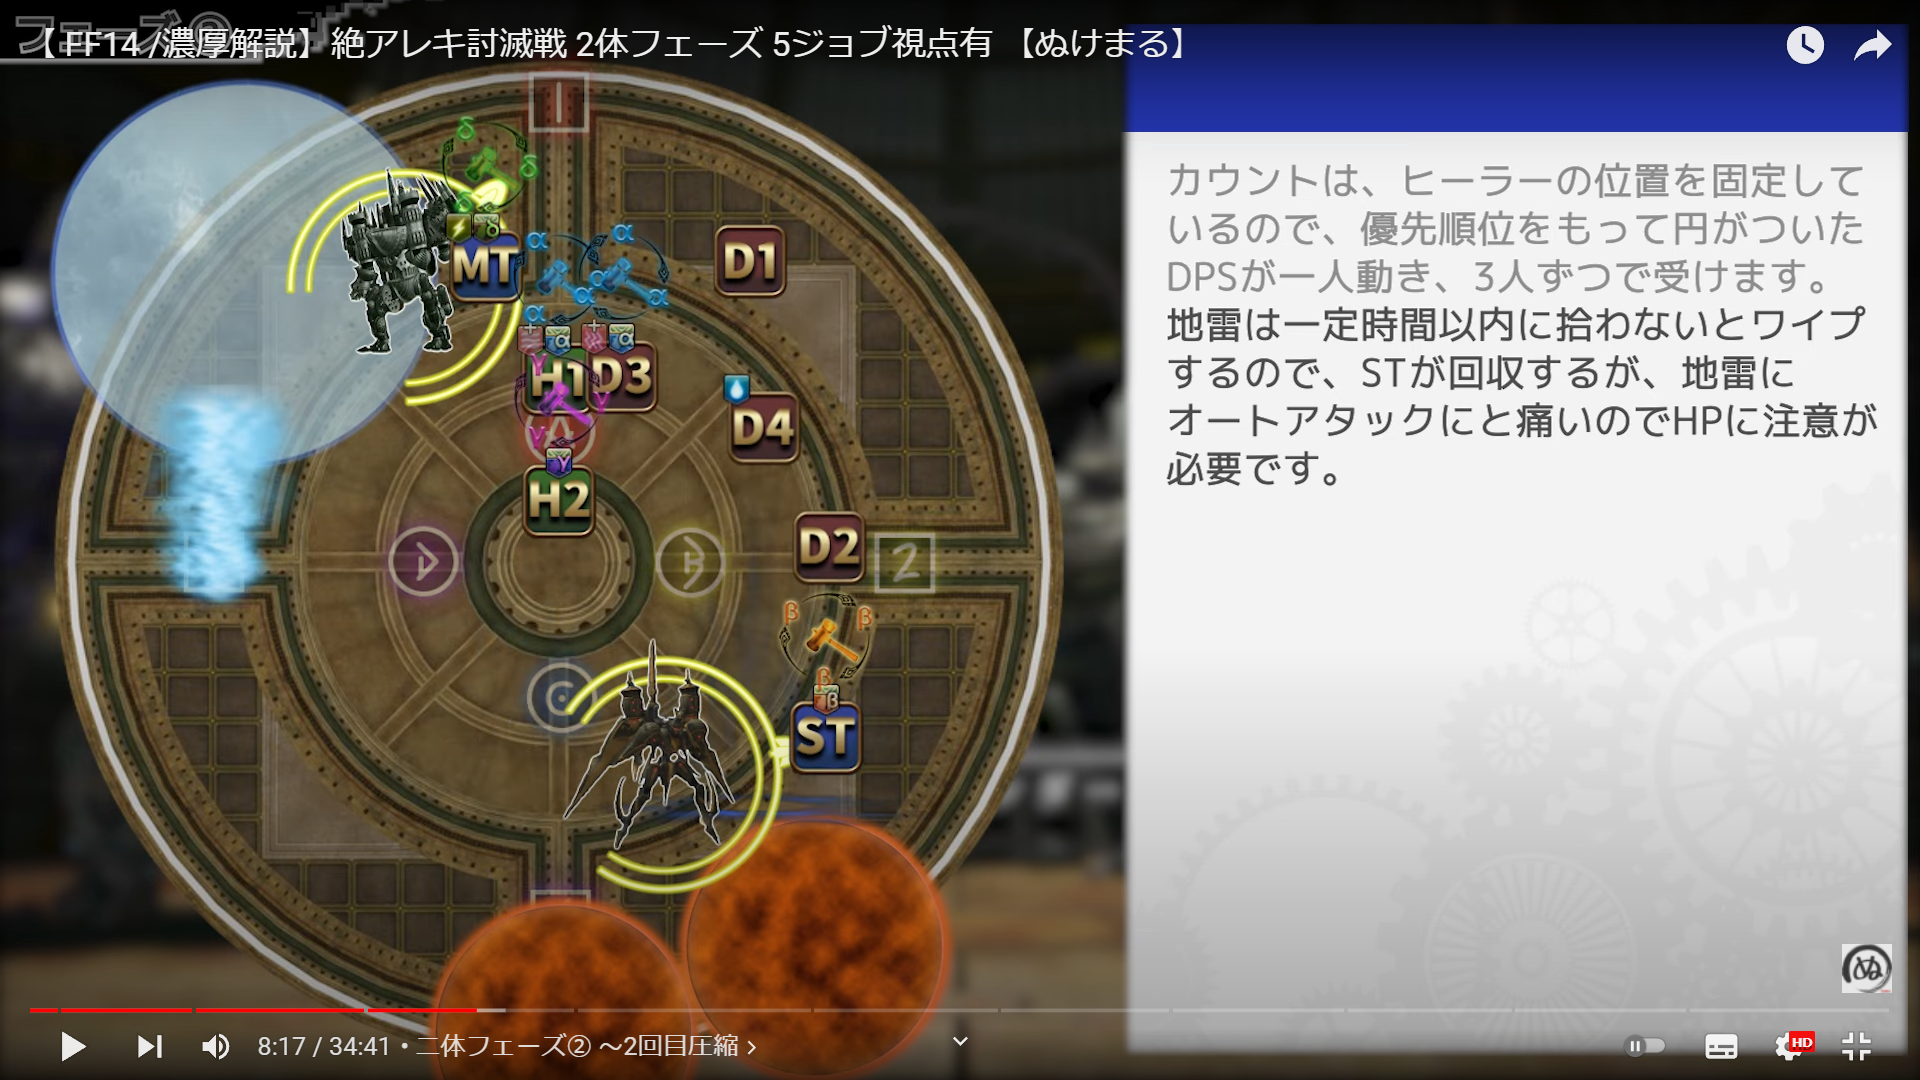 フェーズ②
【 FF14 /濃厚解説】絶アレキ討滅戦 2体フェーズ 5ジョブ視点有 【ぬけまる】
カウントは、ヒーラーの位置を固定して
いるので、優先順位をもって円がついた
DPSが一人動き、3人ずつで受けます。
地雷は一定時間以内に拾わないとワイプ
するので、STが回収するが、地雷に
オートアタックにと痛いのでHPに注意が
必要です。
1
δ
δ
δ
MT
α
α
α
α
α
α
D1
α
α
H1
D3
γ
γ
γ
A
D4
γ
H2
D
B
D2
2
β
β
β
β
C
ST
ぬ
8:17 / 34:41・二体フェーズ② ～2回目圧縮 ›
HD